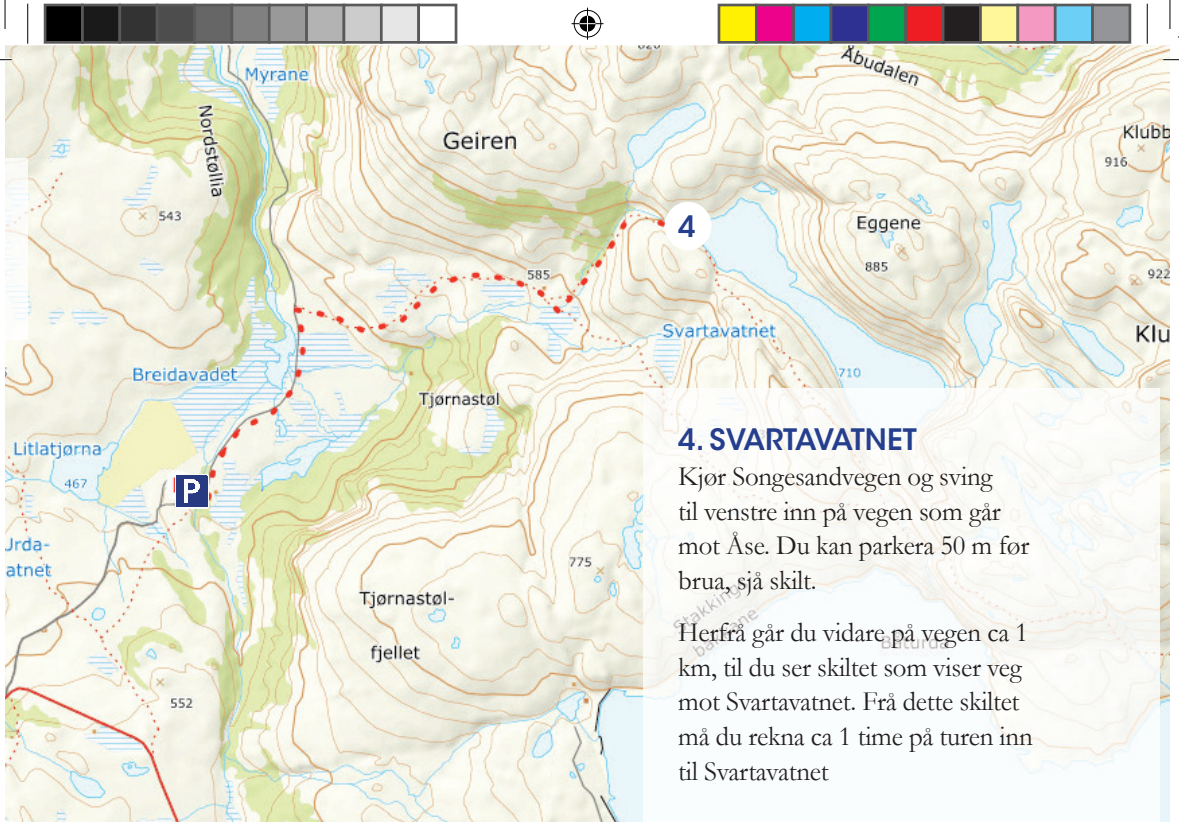 Myrane
Åbudalen
Nordstøllia
Geiren
Klubb
916
543
4
Eggene
885
585
922
Svartavatnet
Klu
Breidavadet
710
Tjørnastøl
Litlatjørna
467
P
Urda-
atnet
775
Tjørnastøl-
fjellet
552
4. SVARTAVATNET
Kjør Songesandvegen og sving
til venstre inn på vegen som går
mot Åse. Du kan parkera 50 m før
brua, sjå skilt.
Herfrå går du vidare på vegen ca 1
km, til du ser skiltet som viser veg
mot Svartavatnet. Frå dette skiltet
må du rekna ca 1 time på turen inn
til Svartavatnet